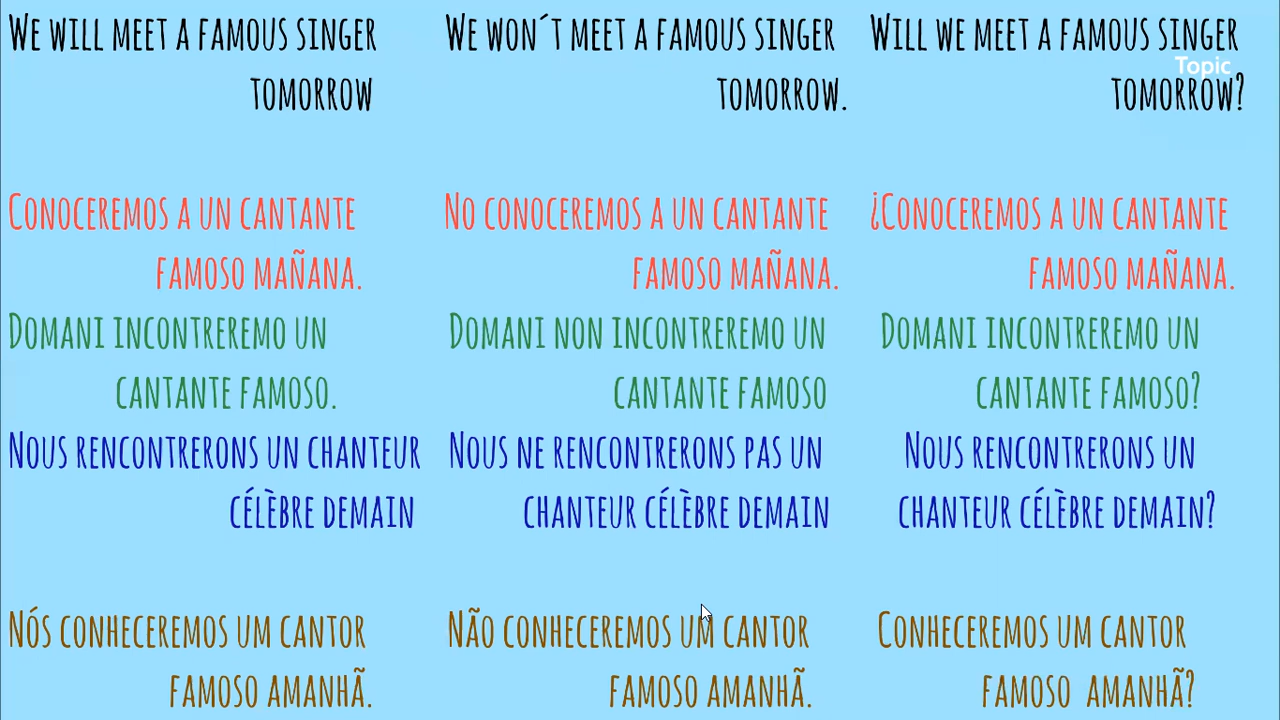 We will meet a famous singer
tomorrow
We won´t meet a famous singer
tomorrow.
Will we meet a famous singer
Topic
tomorrow?
Conoceremos a un cantante
famoso mañana.
No conoceremos a un cantante
famoso mañana.
¿Conoceremos a un cantante
famoso mañana.
Domani incontreremo un
cantante famoso.
Domani non incontreremo un
cantante famoso
Domani incontreremo un
cantante famoso?
Nous rencontrerons un chanteur
célèbre demain
Nous ne rencontrerons pas un
chanteur célèbre demain
Nous rencontrerons un
chanteur célèbre demain?
Nós conheceremos um cantor
famoso amanhã.
Não conheceremos um cantor
famoso amanhã.
Conheceremos um cantor
famoso amanhã?